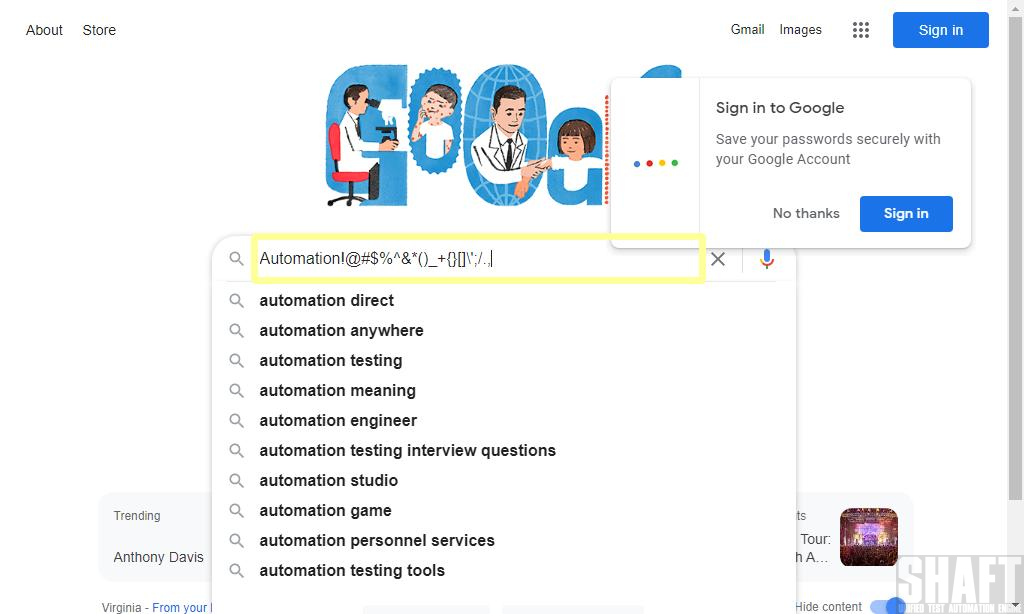 About Store
Gmail Images
Sign in
Sign in to Google
Save your passwords securely with
your Google Account
No thanks
Sign in
Automation!@#$%^&*()_+{}[]\';/.,
automation direct
automation anywhere
automation testing
automation meaning
automation engineer
automation testing interview questions
automation studio
automation game
automation personnel services
automation testing tools
Trending
Anthony Davis
Tour:
Virginia - From your
Hide content
SHAFT
TEST AUTOMATION